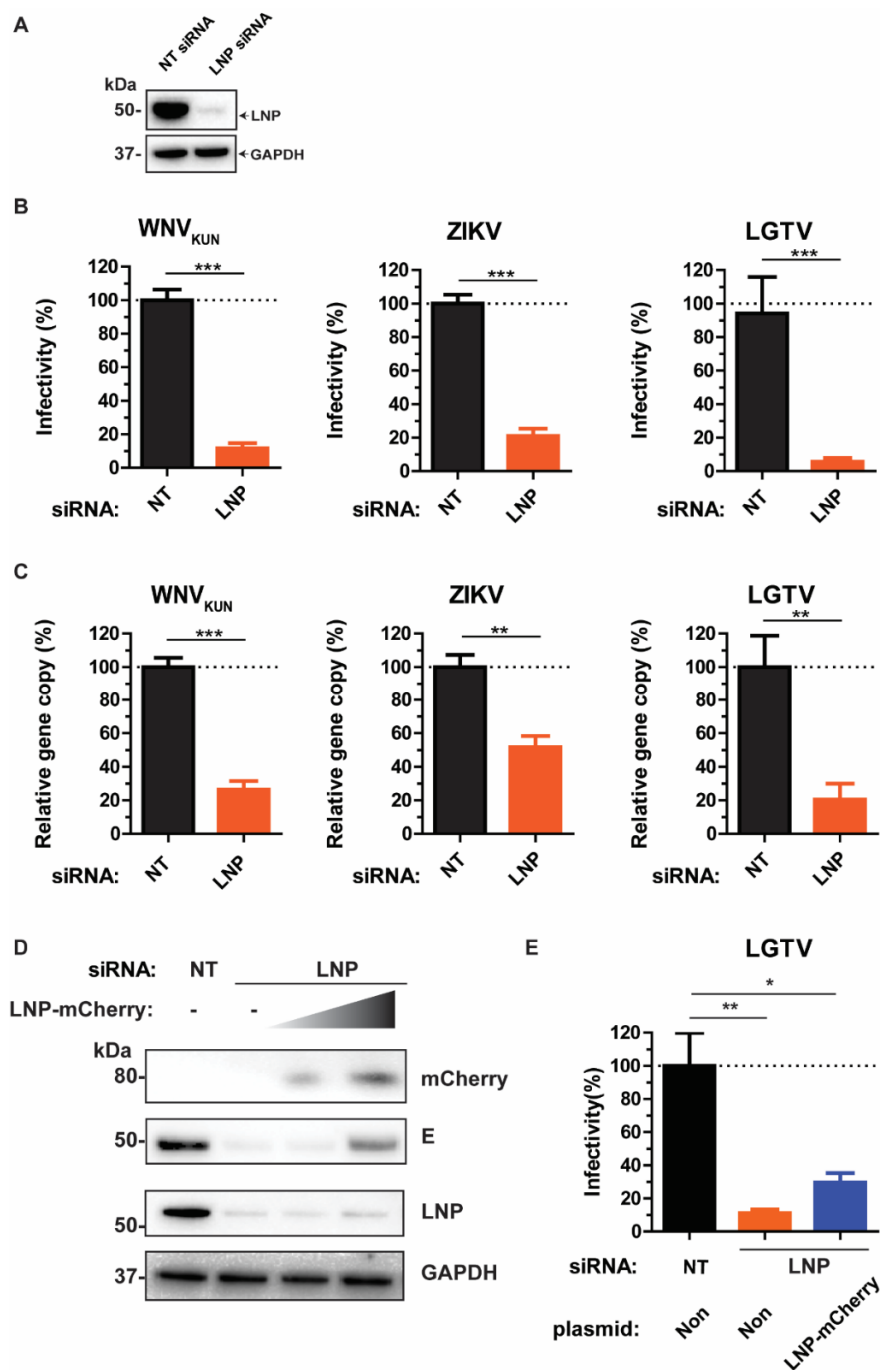 A
NT siRNA
LNP siRNA
kDa
50-
←LNP
37-
←GAPDH
B
WNVKUN
ZIKV
LGTV
***
***
***
Infectivity (%)
120
100
80
60
40
20
0
Infectivity (%)
120
100
80
60
40
20
0
Infectivity (%)
120
100
80
60
40
20
0
siRNA: NT LNP
siRNA: NT LNP
siRNA: NT LNP
C
WNVKUN
ZIKV
LGTV
***
**
**
Relative gene copy (%)
120
100
80
60
40
20
0
Relative gene copy (%)
120
100
80
60
40
20
0
Relative gene copy (%)
120
100
80
60
40
20
0
siRNA: NT LNP
siRNA: NT LNP
siRNA: NT LNP
D
siRNA: NT LNP
LNP-mCherry: - -
kDa
80- mCherry
50- E
50- LNP
37- GAPDH
E
LGTV
*
**
Infectivity(%)
120
100
80
60
40
20
0
siRNA: NT LNP
plasmid: Non Non LNP-mCherry